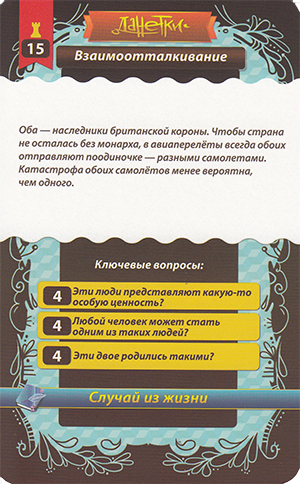 ДАНЕТКИ
15
Взаимоотталкивание
Оба — наследники британской короны. Чтобы страна
не осталась без монарха, в авиаперелёты всегда обоих
отправляют поодиночке — разными самолетами.
Катастрофа обоих самолётов менее вероятна,
чем одного.
Ключевые вопросы:
4 Эти люди представляют какую-то
особую ценность?
4 Любой человек может стать
одним из таких людей?
4 Эти двое родились такими?
Случай из жизни